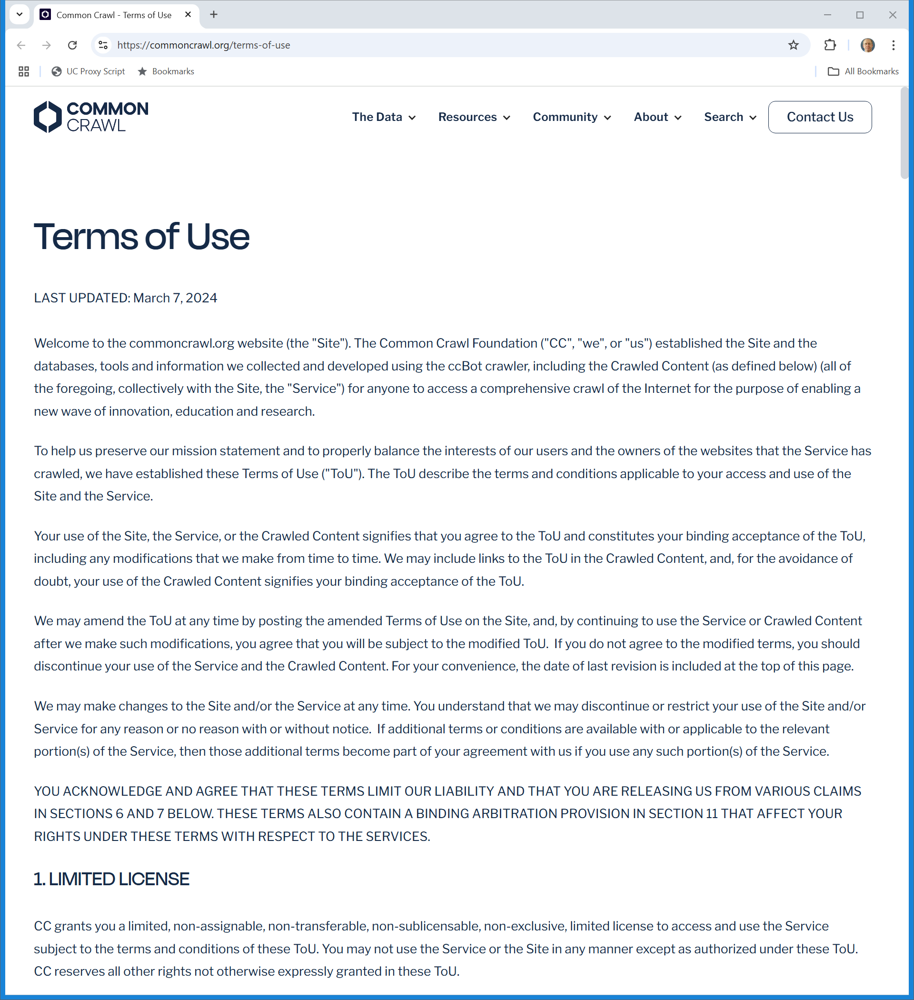 Common Crawl - Terms of Use
https://commoncrawl.org/terms-of-use
UC Proxy Script
Bookmarks
All Bookmarks
COMMON
CRAWL
The Data
Resources
Community
About
Search
Contact Us
Terms of Use
LAST UPDATED: March 7, 2024
Welcome to the commoncrawl.org website (the "Site"). The Common Crawl Foundation ("CC", "we", or "us") established the Site and the
databases, tools and information we collected and developed using the ccBot crawler, including the Crawled Content (as defined below) (all of
the foregoing, collectively with the Site, the "Service") for anyone to access a comprehensive crawl of the Internet for the purpose of enabling a
new wave of innovation, education and research.
To help us preserve our mission statement and to properly balance the interests of our users and the owners of the websites that the Service has
crawled, we have established these Terms of Use ("ToU"). The ToU describe the terms and conditions applicable to your access and use of the
Site and the Service.
Your use of the Site, the Service, or the Crawled Content signifies that you agree to the ToU and constitutes your binding acceptance of the ToU,
including any modifications that we make from time to time. We may include links to the ToU in the Crawled Content, and, for the avoidance of
doubt, your use of the Crawled Content signifies your binding acceptance of the ToU.
We may amend the ToU at any time by posting the amended Terms of Use on the Site, and, by continuing to use the Service or Crawled Content
after we make such modifications, you agree that you will be subject to the modified ToU. If you do not agree to the modified terms, you should
discontinue your use of the Service and the Crawled Content. For your convenience, the date of last revision is included at the top of this page.
We may make changes to the Site and/or the Service at any time. You understand that we may discontinue or restrict your use of the Site and/or
Service for any reason or no reason with or without notice. If additional terms or conditions are available with or applicable to the relevant
portion(s) of the Service, then those additional terms become part of your agreement with us if you use any such portion(s) of the Service.
YOU ACKNOWLEDGE AND AGREE THAT THESE TERMS LIMIT OUR LIABILITY AND THAT YOU ARE RELEASING US FROM VARIOUS CLAIMS
IN SECTIONS 6 AND 7 BELOW. THESE TERMS ALSO CONTAIN A BINDING ARBITRATION PROVISION IN SECTION 11 THAT AFFECT YOUR
RIGHTS UNDER THESE TERMS WITH RESPECT TO THE SERVICES.
1. LIMITED LICENSE
CC grants you a limited, non-assignable, non-transferable, non-sublicensable, non-exclusive, limited license to access and use the Service
subject to the terms and conditions of these ToU. You may not use the Service or the Site in any manner except as authorized under these ToU.
CC reserves all other rights not otherwise expressly granted in these ToU.